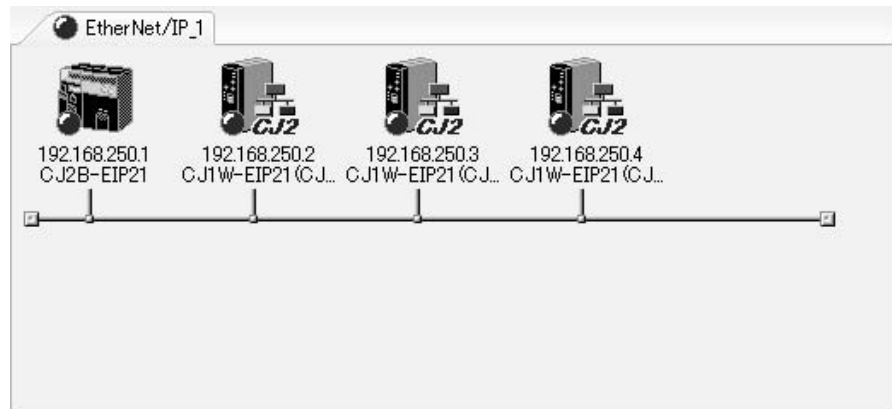 EtherNet/IP_1
CJ2
CJ2
CJ2
192.168.250.1
192.168.250.2
192.168.250.3
192.168.250.4
CJ2B-EIP21
CJ1W-EIP21(CJ...
CJ1W-EIP21(CJ...
CJ1W-EIP21(CJ...